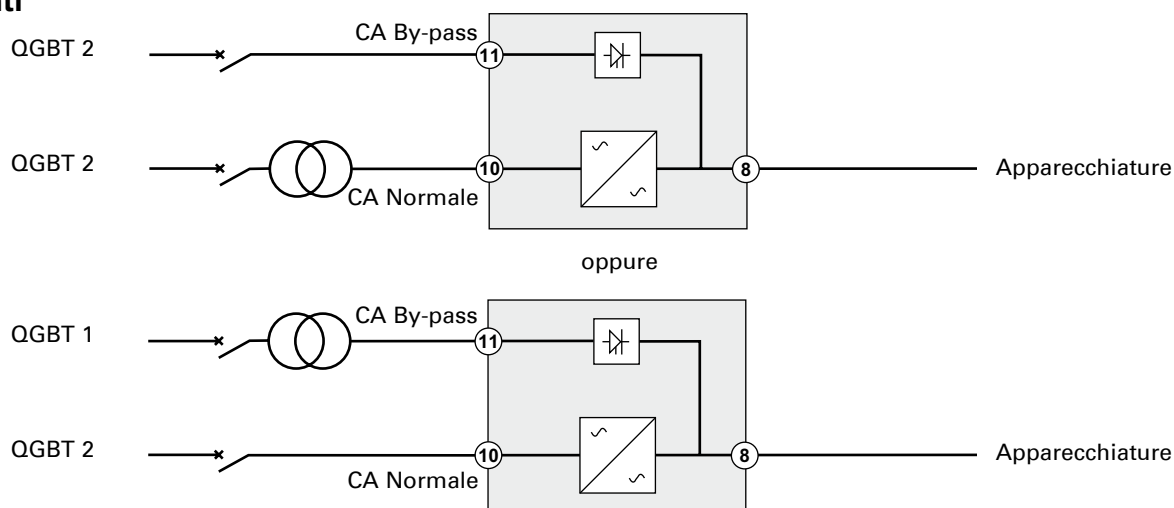 QGBT 2
CA By-pass
11
QGBT 2
10
CA Normale
8
Apparecchiature
oppure
QGBT 1
CA By-pass
11
QGBT 2
10
CA Normale
8
Apparecchiature